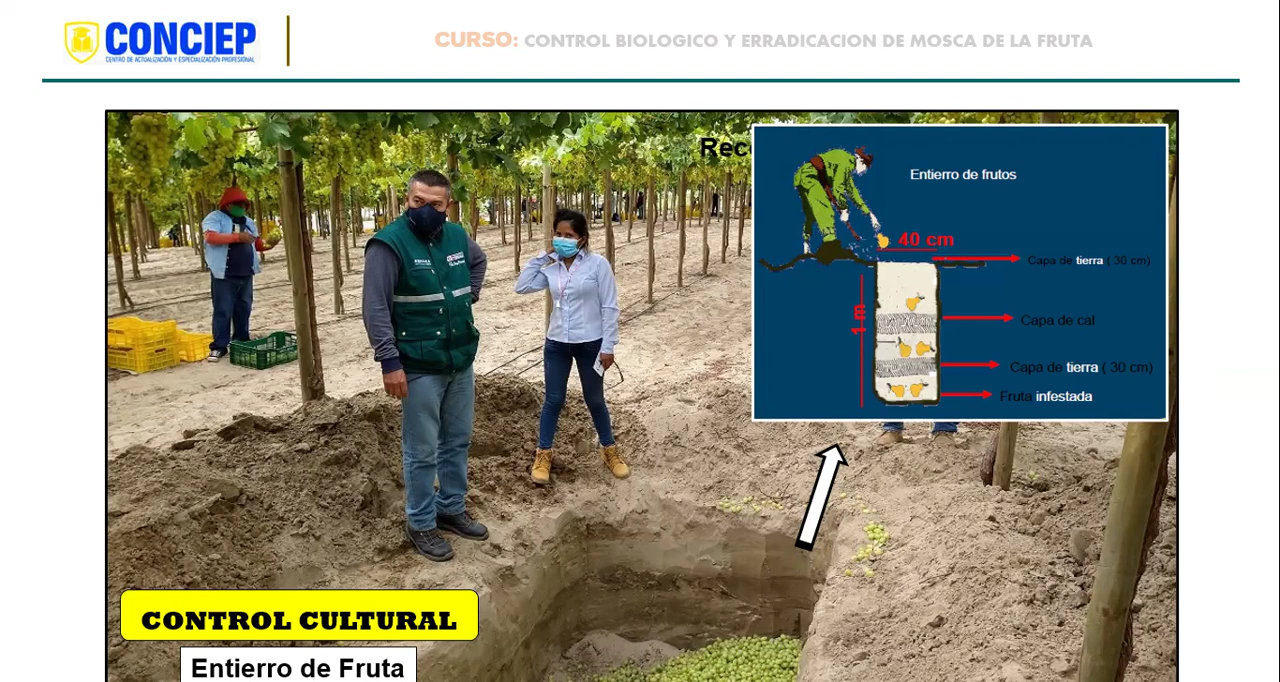 CONCIEP
CENTRO DE ACTUALIZACIÓN Y ESPECIALIZACIÓN PROFESIONAL
CURSO: CONTROL BIOLOGICO Y ERRADICACION DE MOSCA DE LA FRUTA
Entierro de frutos
40 cm
Capa de tierra ( 30 cm)
1 m
Capa de cal
Capa de tierra ( 30 cm)
Fruta infestada
CONTROL CULTURAL
Entierro de Fruta